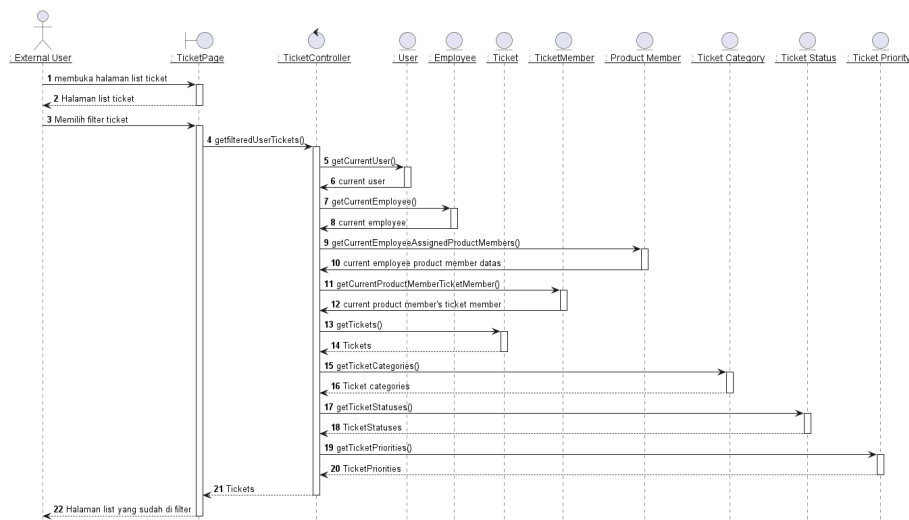 : External User
: TicketPage
: TicketController
: User
: Employee
: Ticket
: TicketMember
: Product Member
: Ticket Category
: Ticket Status
: Ticket Priority
1 membuka halaman list ticket
2 Halaman list ticket
3 Memilih filter ticket
4 getfilteredUserTickets()
5 getCurrentUser()
6 current user
7 getCurrentEmployee()
8 current employee
9 getCurrentEmployeeAssignedProductMembers()
10 current employee product member datas
11 getCurrentProductMemberTicketMember()
12 current product member's ticket member
13 getTickets()
14 Tickets
15 getTicketCategories()
16 Ticket categories
17 getTicketStatuses()
18 TicketStatuses
19 getTicketPriorities()
20 TicketPriorities
21 Tickets
22 Halaman list yang sudah di filter